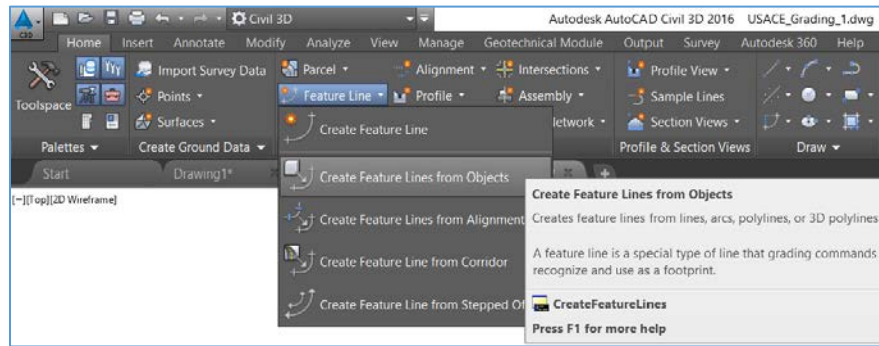 Civil 3D
Autodesk AutoCAD Civil 3D 2016 USACE_Grading_1.dwg
C3D
Home Insert Annotate Modify Analyze View Manage Geotechnical Module Output Survey Autodesk 360 Help
Import Survey Data Parcel Alignment Intersections Profile View
Toolspace Points Feature Line Profile Assembly Sample Lines
Surfaces Create Feature Line Network Section Views
Palettes Create Ground Data Profile & Section Views Draw
Start Drawing1* Create Feature Lines from Objects
[−][Top][2D Wireframe]
Create Feature Lines from Objects
Create Feature Lines from Alignment
Creates feature lines from lines, arcs, polylines, or 3D polylines
Create Feature Line from Corridor
A feature line is a special type of line that grading commands
recognize and use as a footprint.
Create Feature Line from Stepped Of
CreateFeatureLines
Press F1 for more help